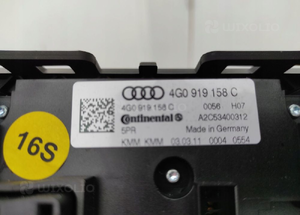 4G0 919 158 C
4G0 919 158 C 0056 H07
Continental A2C53400312
5PR Made in Germany
KMM KMM 03.03.11 0004 0554
16S